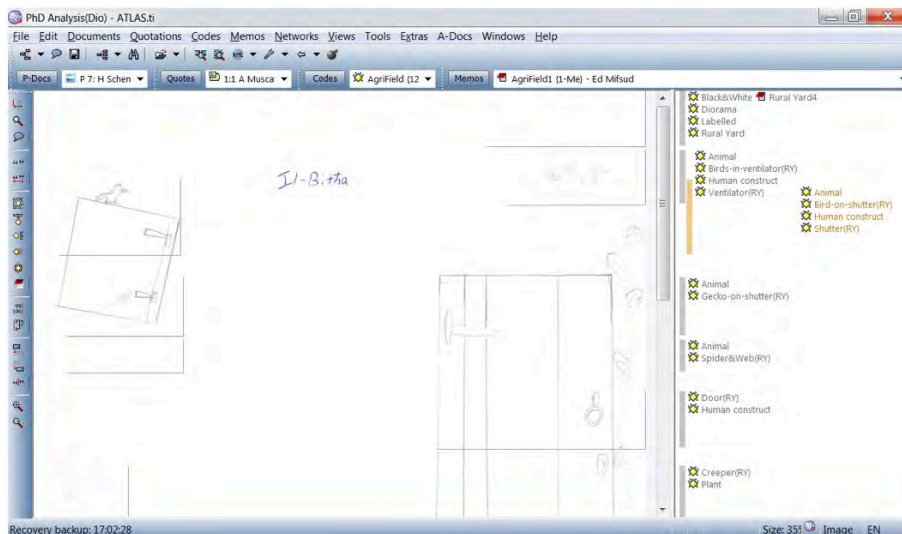 PhD Analysis(Dio) - ATLAS.ti
File Edit Documents Quotations Codes Memos Networks Views Tools Extras A-Docs Windows Help
P-Docs P 7: H Schen Quotes 1:1 A Musca Codes AgriField {12 Memos AgriField1 {1-Me} - Ed Mifsud
Il-Bitha
Black&White Rural Yard4
Diorama
Labelled
Rural Yard
Animal
Birds-in-ventilator(RY)
Human construct
Ventilator(RY) Animal
Bird-on-shutter(RY)
Human construct
Shutter(RY)
Animal
Gecko-on-shutter(RY)
Animal
Spider&Web(RY)
Door(RY)
Human construct
Creeper(RY)
Plant
Recovery backup: 17:02:28 Size: 355 Image EN